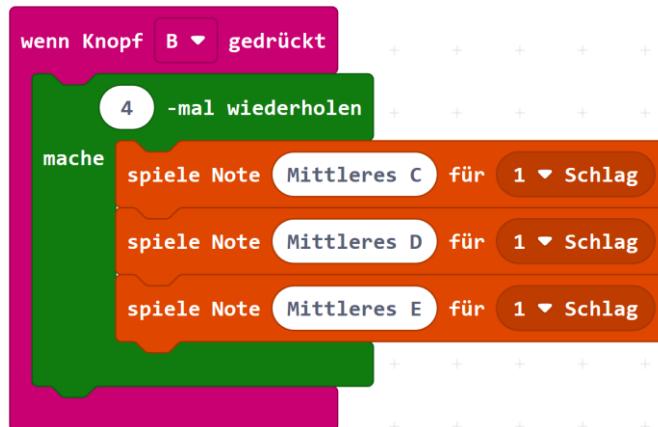 wenn Knopf B gedrückt
4 -mal wiederholen
mache
spiele Note Mittleres C für 1 Schlag
spiele Note Mittleres D für 1 Schlag
spiele Note Mittleres E für 1 Schlag